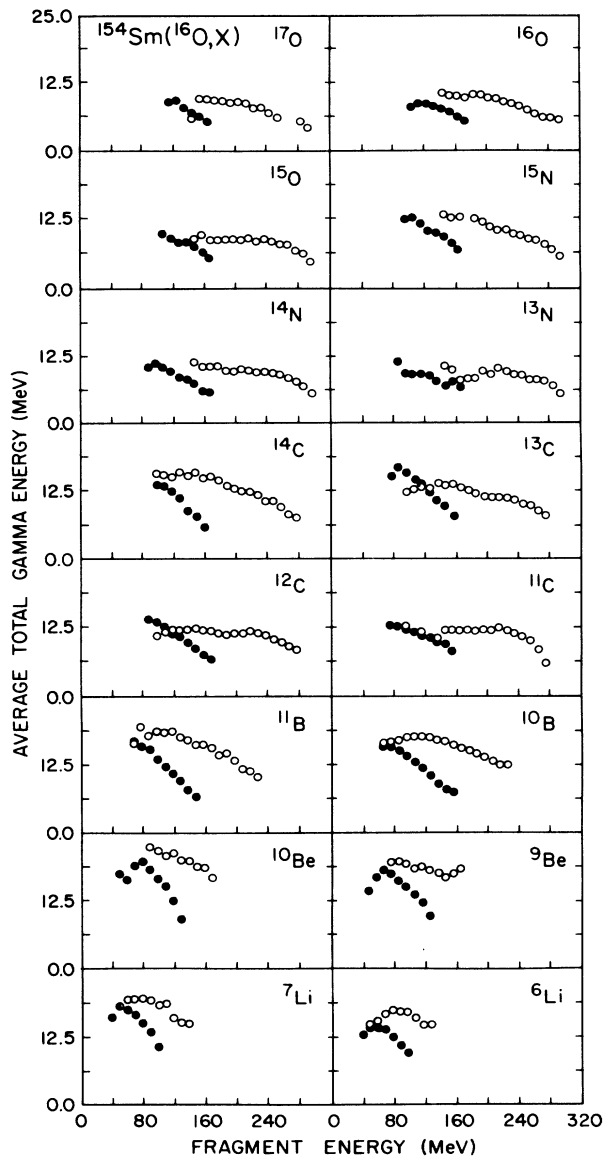 25.0
¹⁵⁴Sm(¹⁶O,X) ¹⁷O ¹⁶O
12.5
0.0
¹⁵O ¹⁵N
12.5
0.0
¹⁴N ¹³N
12.5
0.0
¹⁴C ¹³C
12.5
0.0
¹²C ¹¹C
12.5
0.0
¹¹B ¹⁰B
12.5
0.0
¹⁰Be ⁹Be
12.5
0.0
⁷Li ⁶Li
12.5
0.0
0 80 160 240 0 80 160 240 320
FRAGMENT ENERGY (MeV)
AVERAGE TOTAL GAMMA ENERGY (MeV)